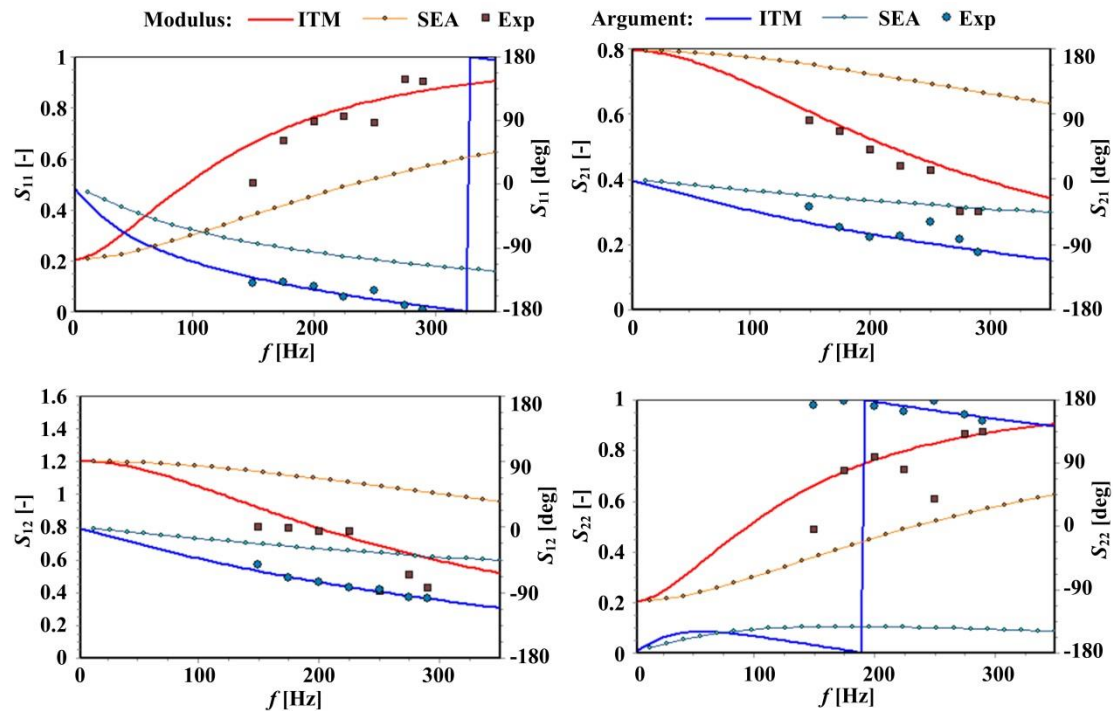 Modulus: ITM SEA Exp Argument: ITM SEA Exp
1 180
0.8 90
0.6 0
0.4 -90
0.2 -180
0
S11 [-]
S11 [deg]
0 100 200 300
f [Hz]
0.8 180
0.6 90
0.4 0
0.2 -90
0 -180
S21 [-]
S21 [deg]
0 100 200 300
f [Hz]
1.6 180
1.4 90
1.2 0
1 -90
0.8 -180
0.6
0.4
0.2
0
S12 [-]
S12 [deg]
0 100 200 300
f [Hz]
1 180
0.8 90
0.6 0
0.4 -90
0.2 -180
0
S22 [-]
S22 [deg]
0 100 200 300
f [Hz]